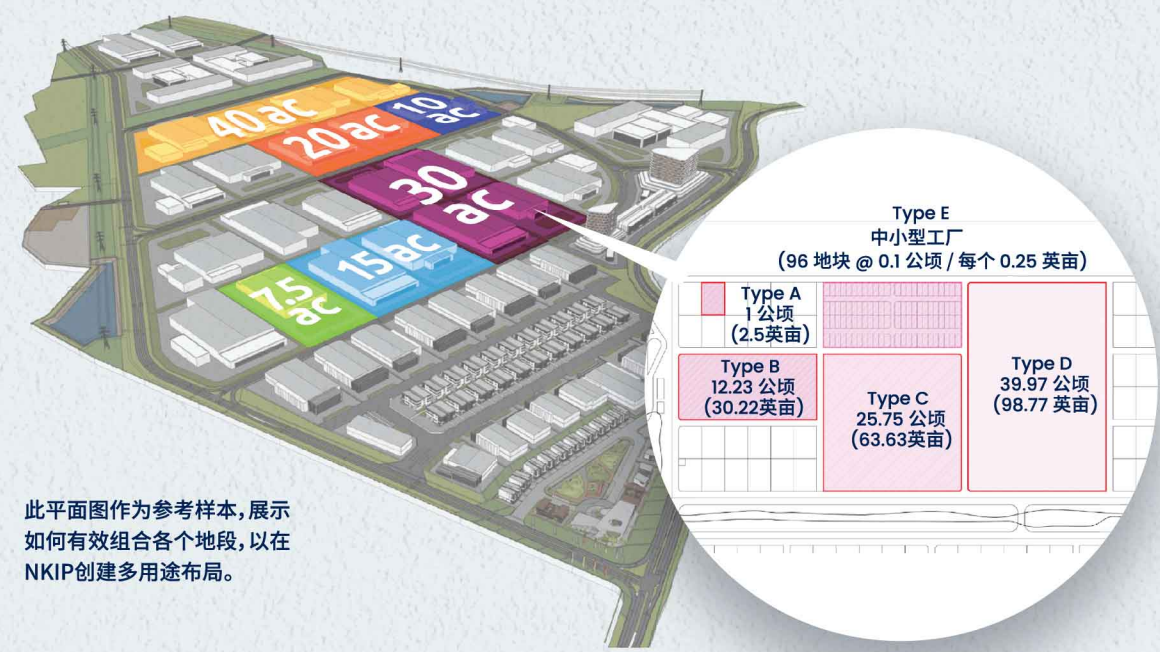 40 ac
20 ac
10
ac
30
ac
15 ac
7.5
ac
Type E
中小型工厂
(96 地块 @ 0.1 公顷 / 每个 0.25 英亩)
Type A
1 公顷
(2.5英亩)
Type B
12.23 公顷
(30.22英亩)
Type C
25.75 公顷
(63.63英亩)
Type D
39.97 公顷
(98.77 英亩)
此平面图作为参考样本,展示
如何有效组合各个地段,以在
NKIP创建多用途布局。